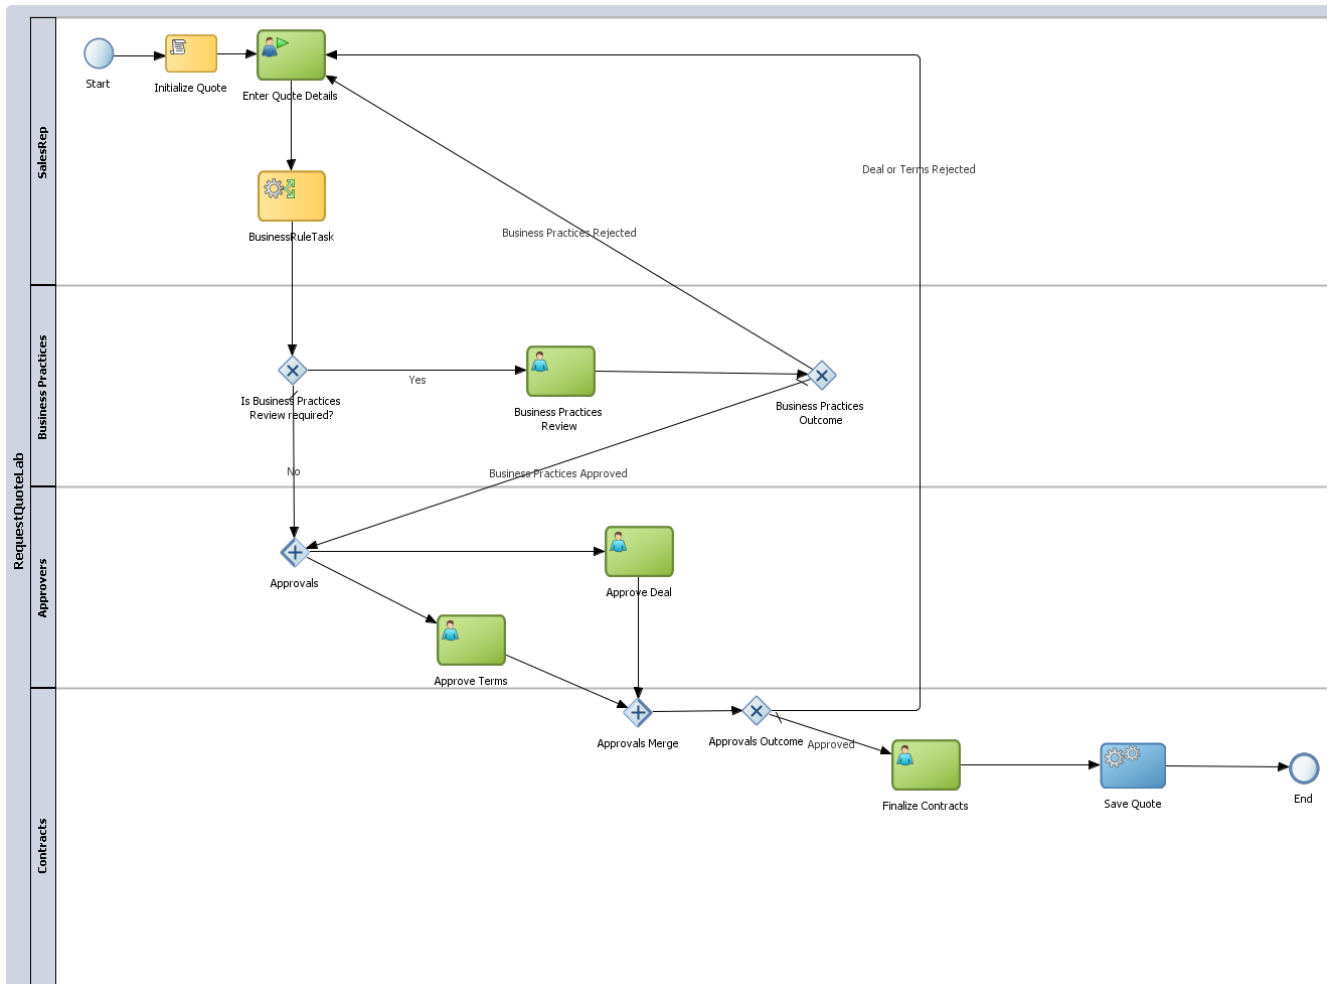 RequestQuoteLab
SalesRep
Start
Initialize Quote
Enter Quote Details
Deal or Terms Rejected
BusinessRuleTask
Business Practices Rejected
Business Practices
Yes
Is Business Practices
Review required?
Business Practices
Review
Business Practices
Outcome
No
Business Practices Approved
Approvers
Approvals
Approve Deal
Approve Terms
Contracts
Approvals Merge
Approvals Outcome
Approved
Finalize Contracts
Save Quote
End